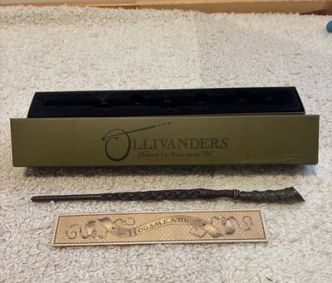 OLLIVANDERS
Makers of Fine Wands since 382 BC
HOGSMEADE